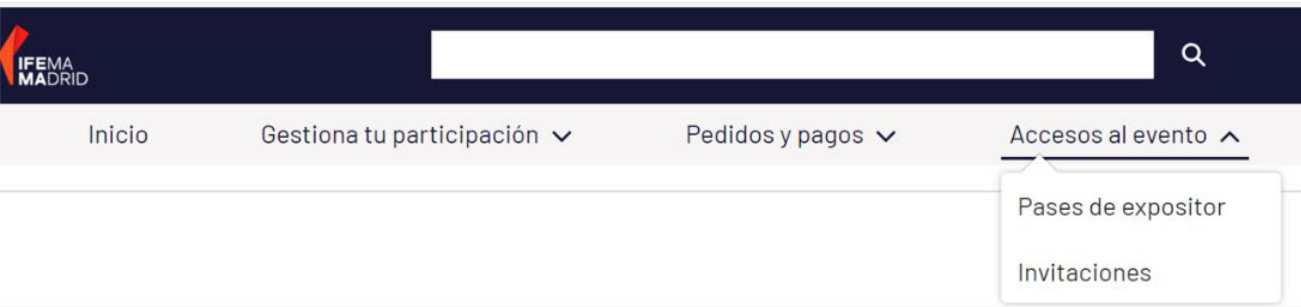 IFEMA
MADRID
Inicio
Gestiona tu participación
Pedidos y pagos
Accesos al evento
Pases de expositor
Invitaciones